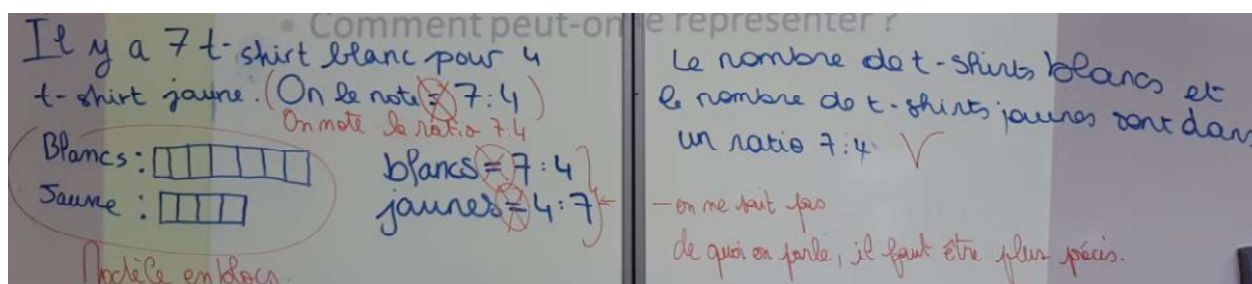 • Comment peut-on le représenter ?
Il y a 7 t-shirt blanc pour 4
t-shirt jaune. (On le note = 7:4)
On note le ratio 7:4
Blancs :
Jaune :
blancs = 7:4
jaunes = 4:7
Modèle en blocs.
Le nombre de t-shirts blancs et
le nombre de t-shirts jaunes sont dans
un ratio 7:4 V
- on ne sait pas
de quoi on parle, il faut être plus précis.